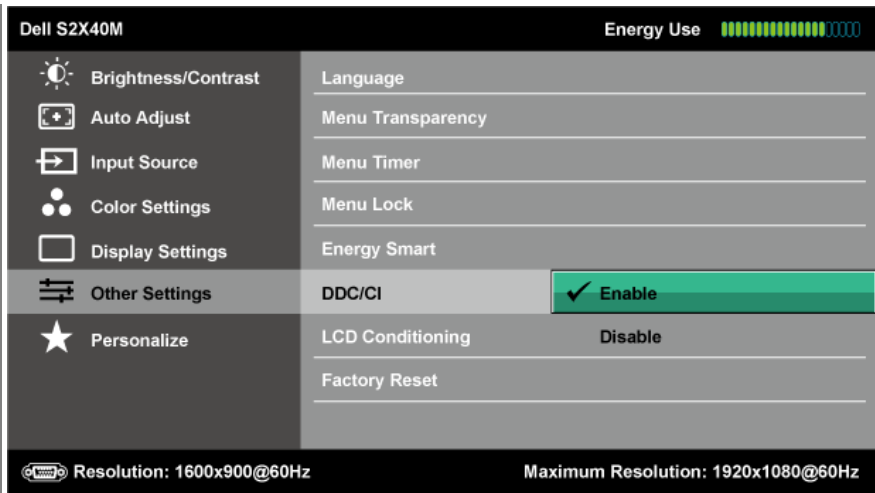 Dell S2X40M Energy Use
Brightness/Contrast
Auto Adjust
Input Source
Color Settings
Display Settings
Other Settings
Personalize
Language
Menu Transparency
Menu Timer
Menu Lock
Energy Smart
DDC/CI Enable
LCD Conditioning Disable
Factory Reset
Resolution: 1600x900@60Hz Maximum Resolution: 1920x1080@60Hz